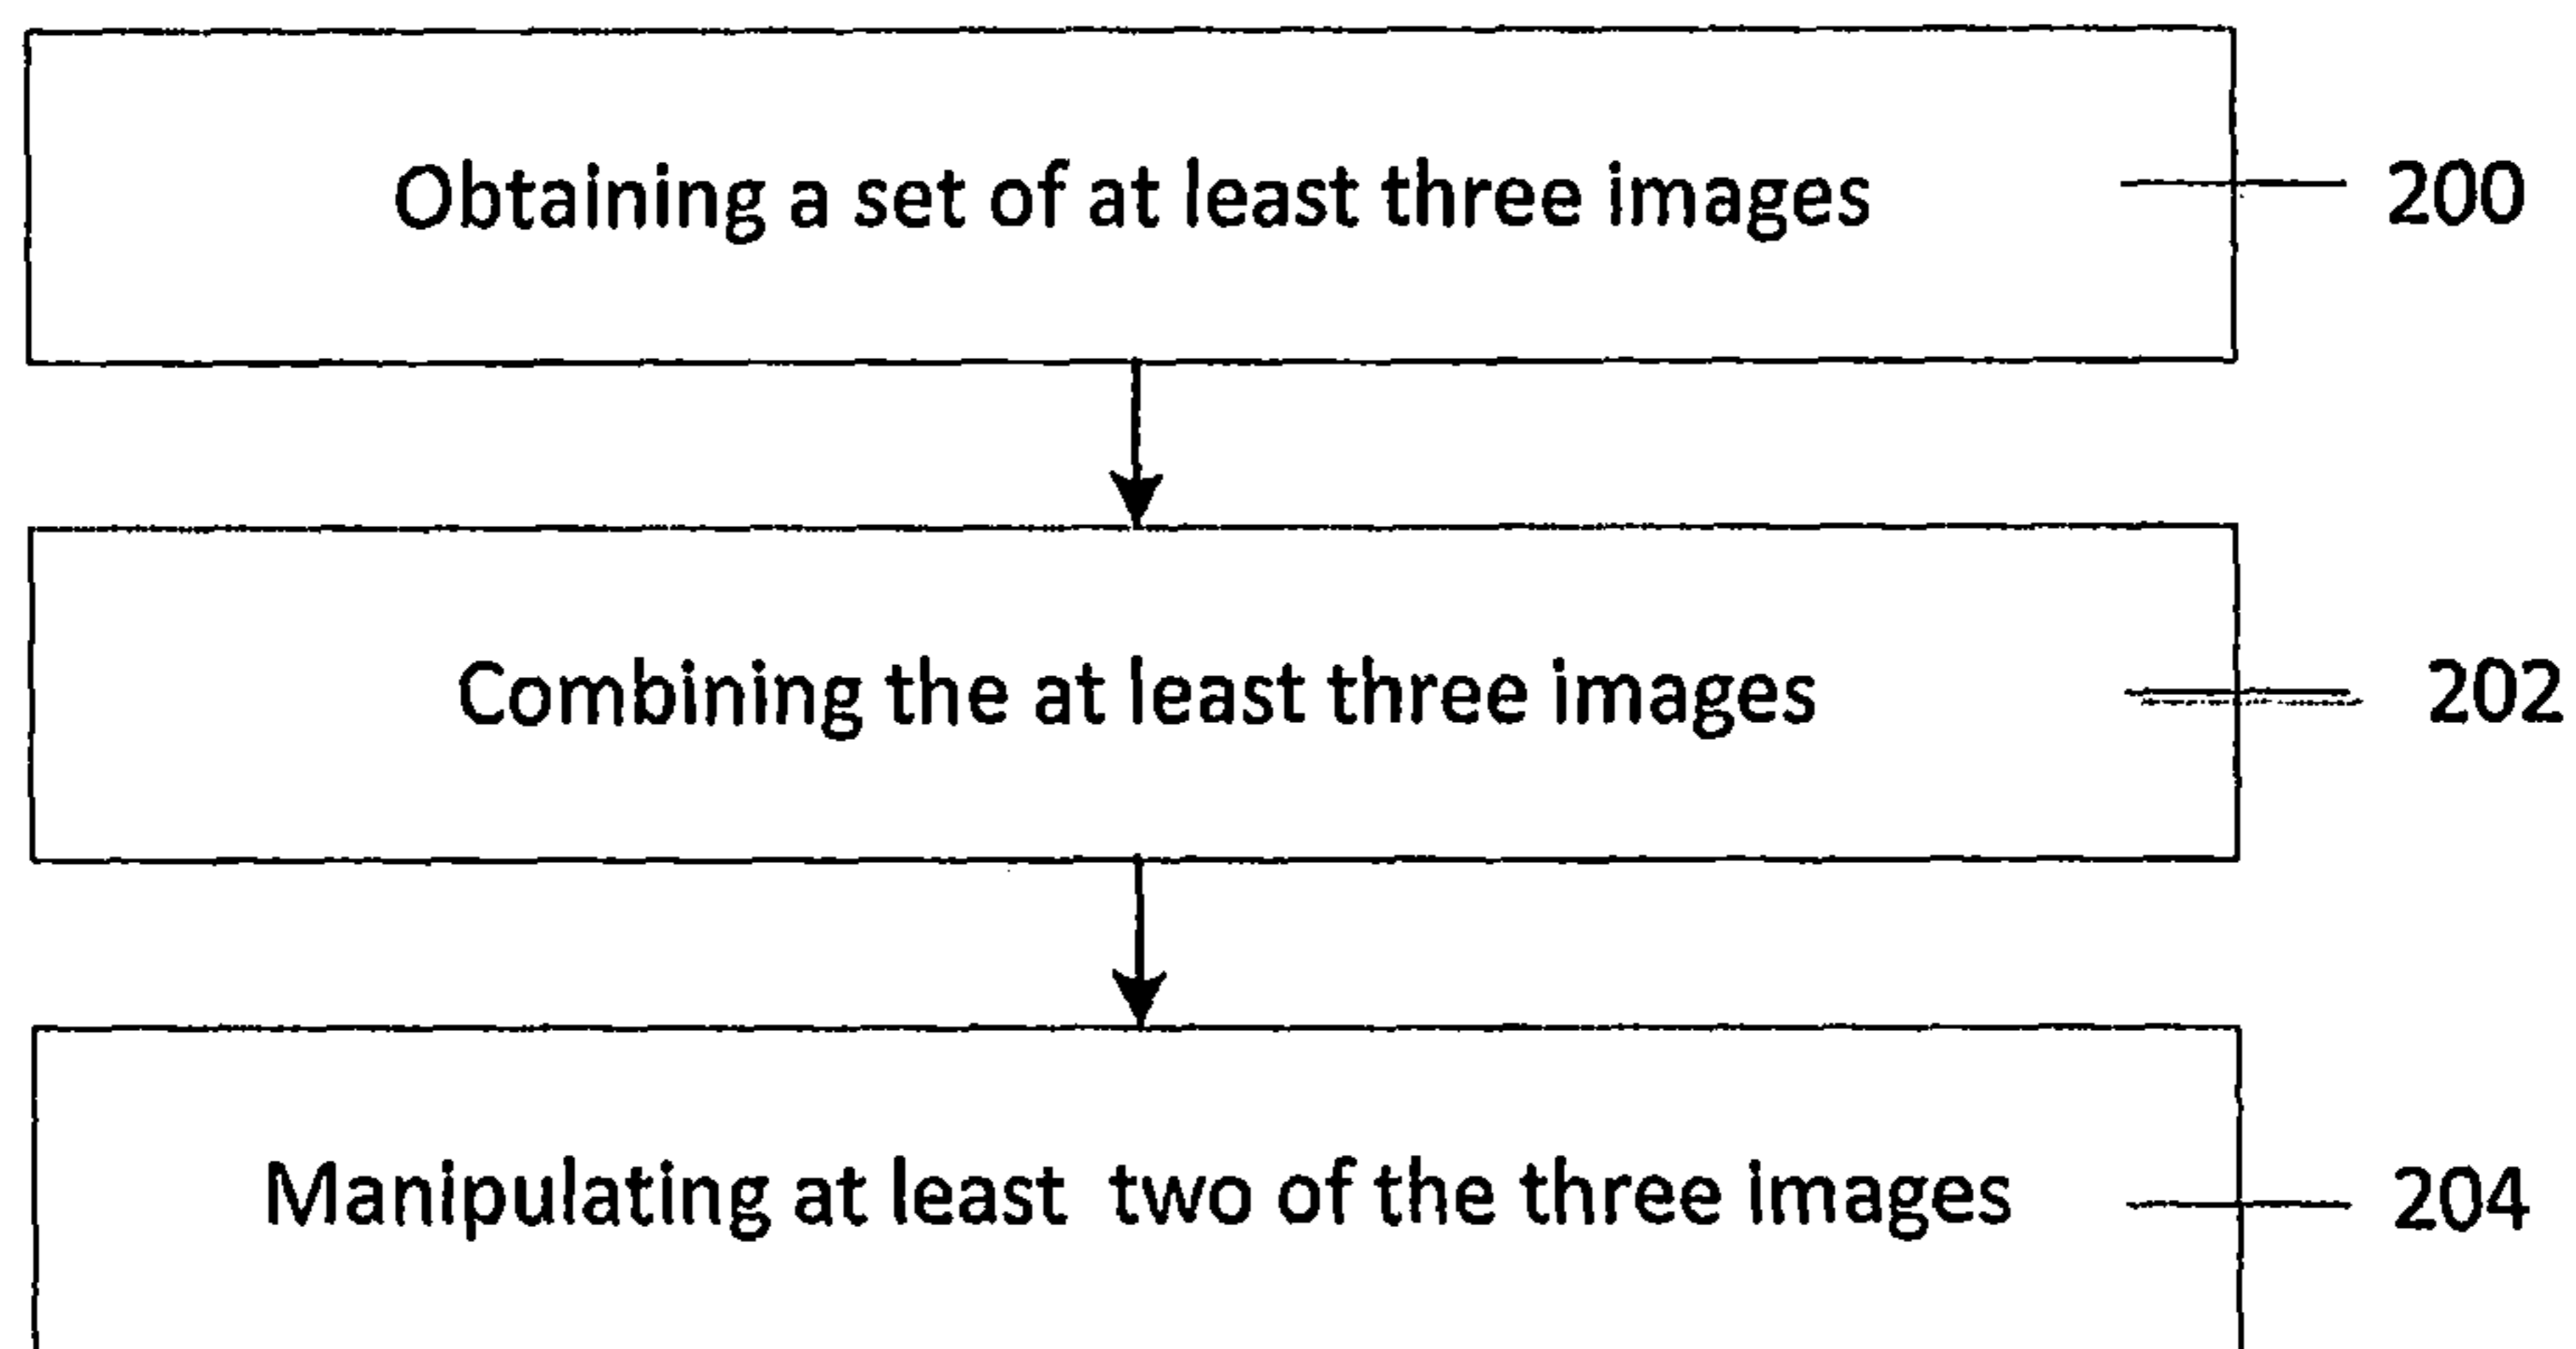 Obtaining a set of at least three images 200
Combining the at least three images 202
Manipulating at least two of the three images 204